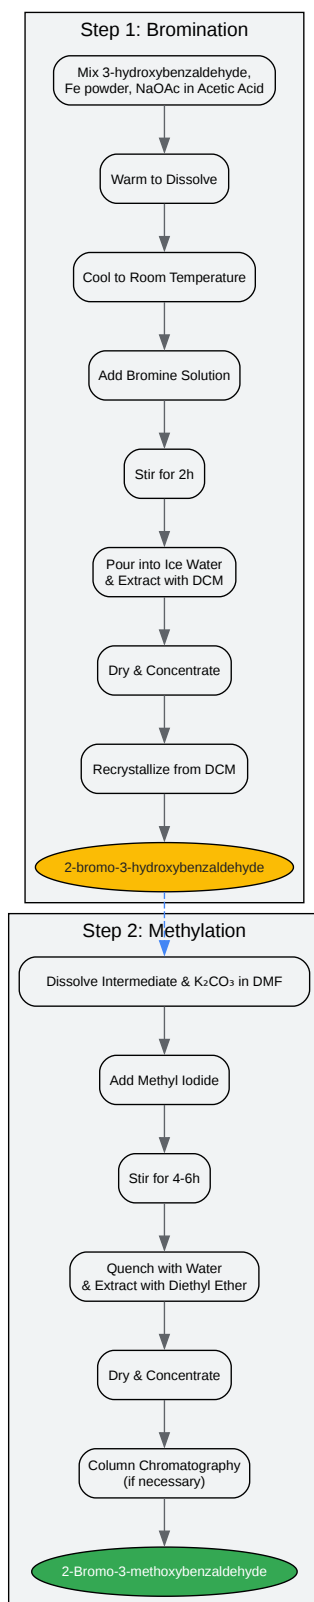 Step 1: Bromination
Mix 3-hydroxybenzaldehyde,
Fe powder, NaOAc in Acetic Acid
Warm to Dissolve
Cool to Room Temperature
Add Bromine Solution
Stir for 2h
Pour into Ice Water
& Extract with DCM
Dry & Concentrate
Recrystallize from DCM
2-bromo-3-hydroxybenzaldehyde
Step 2: Methylation
Dissolve Intermediate & K₂CO₃ in DMF
Add Methyl Iodide
Stir for 4-6h
Quench with Water
& Extract with Diethyl Ether
Dry & Concentrate
Column Chromatography
(if necessary)
2-Bromo-3-methoxybenzaldehyde